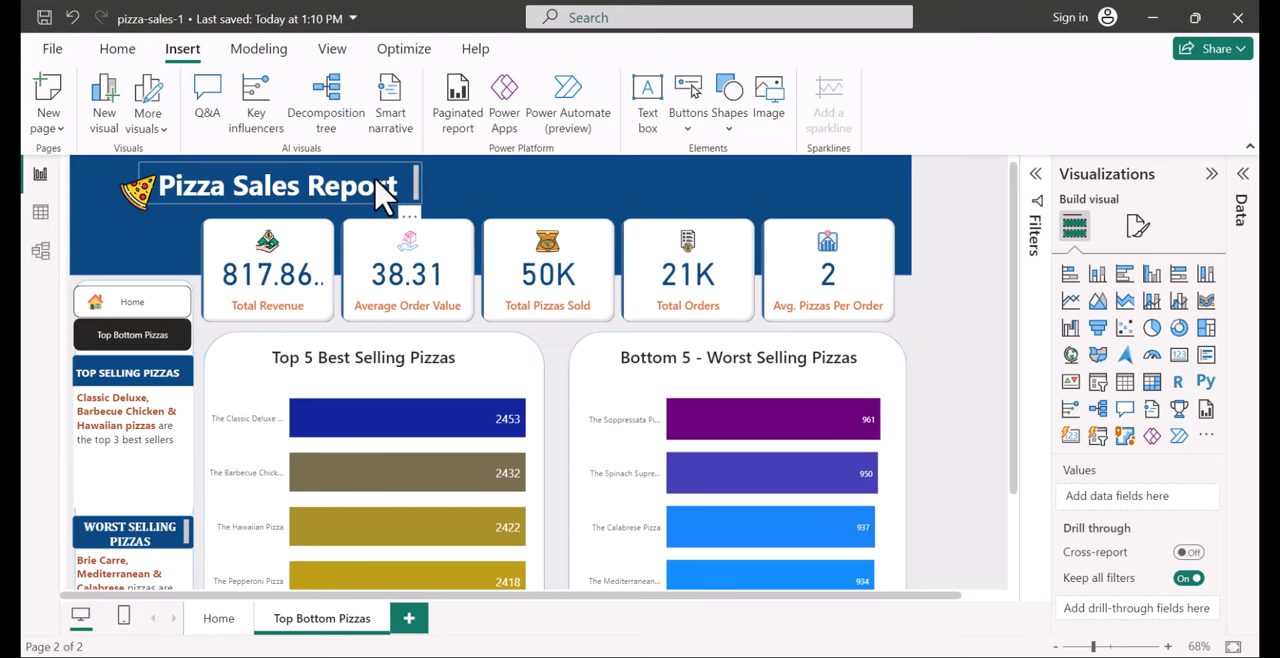 pizza-sales-1 • Last saved: Today at 1:10 PM
Search
Sign in
File
Home
Insert
Modeling
View
Optimize
Help
Share
New page
New visual
More visuals
Q&A
Key influencers
Decomposition tree
Smart narrative
Paginated report
Power Apps
Power Automate (preview)
Text box
Buttons
Shapes
Image
Add a sparkline
Pages
Visuals
AI visuals
Power Platform
Elements
Sparklines
Pizza Sales Report
817.86..
Total Revenue
38.31
Average Order Value
50K
Total Pizzas Sold
21K
Total Orders
2
Avg. Pizzas Per Order
Home
Top Bottom Pizzas
TOP SELLING PIZZAS
Classic Deluxe,
Barbecue Chicken &
Hawaiian pizzas are
the top 3 best sellers
WORST SELLING
PIZZAS
Brie Carre,
Mediterranean &
Calabrese pizzas are
Top 5 Best Selling Pizzas
The Classic Deluxe ...
2453
The Barbecue Chick...
2432
The Hawaiian Pizza
2422
The Pepperoni Pizza
2418
Bottom 5 - Worst Selling Pizzas
The Soppressata Pi...
961
The Spinach Supre...
950
The Calabrese Pizza
937
The Mediterranean...
934
Filters
Visualizations
Build visual
123
R
Py
Values
Add data fields here
Drill through
Cross-report
Off
Keep all filters
On
Add drill-through fields here
Data
Home
Top Bottom Pizzas
Page 2 of 2
68%